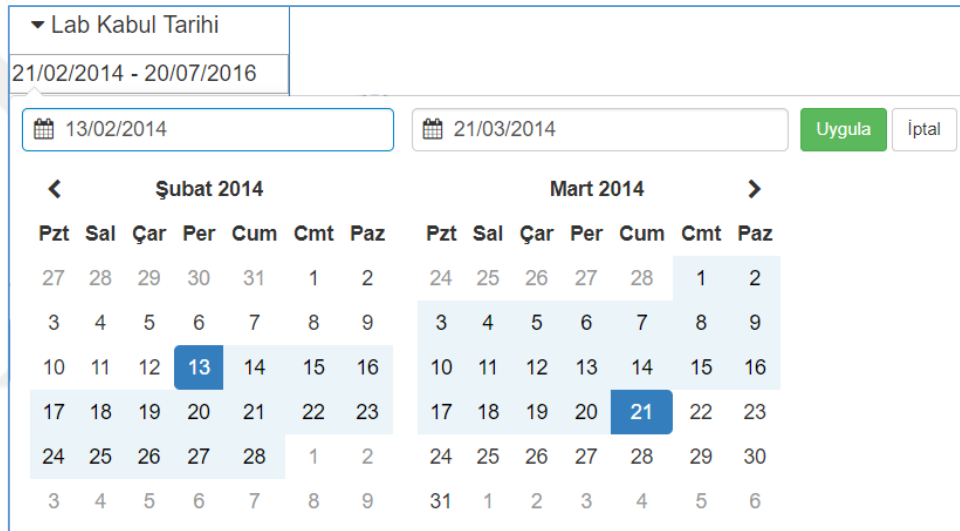 Lab Kabul Tarihi
21/02/2014 - 20/07/2016
13/02/2014 21/03/2014 Uygula İptal
Şubat 2014 Mart 2014
Pzt Sal Çar Per Cum Cmt Paz Pzt Sal Çar Per Cum Cmt Paz
27 28 29 30 31 1 2 24 25 26 27 28 1 2
3 4 5 6 7 8 9 3 4 5 6 7 8 9
10 11 12 13 14 15 16 10 11 12 13 14 15 16
17 18 19 20 21 22 23 17 18 19 20 21 22 23
24 25 26 27 28 1 2 24 25 26 27 28 29 30
3 4 5 6 7 8 9 31 1 2 3 4 5 6